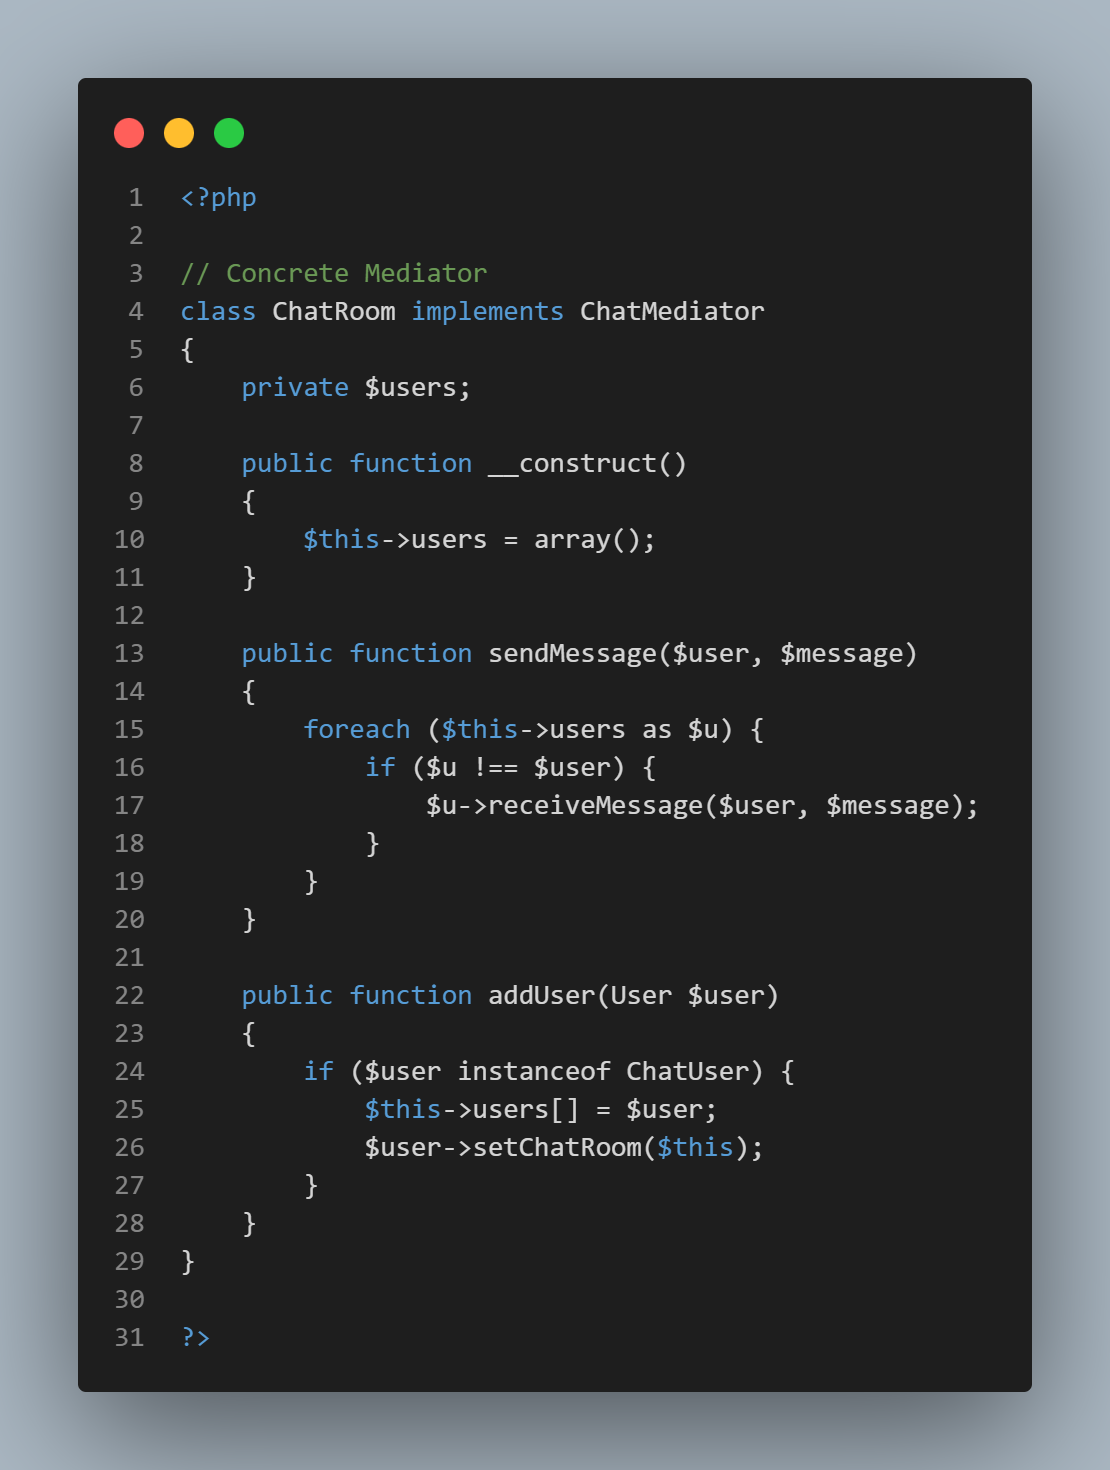 1 <?php
2
3 // Concrete Mediator
4 class ChatRoom implements ChatMediator
5 {
6     private $users;
7
8     public function __construct()
9     {
10         $this->users = array();
11     }
12
13     public function sendMessage($user, $message)
14     {
15         foreach ($this->users as $u) {
16             if ($u !== $user) {
17                 $u->receiveMessage($user, $message);
18             }
19         }
20     }
21
22     public function addUser(User $user)
23     {
24         if ($user instanceof ChatUser) {
25             $this->users[] = $user;
26             $user->setChatRoom($this);
27         }
28     }
29 }
30
31 ?>